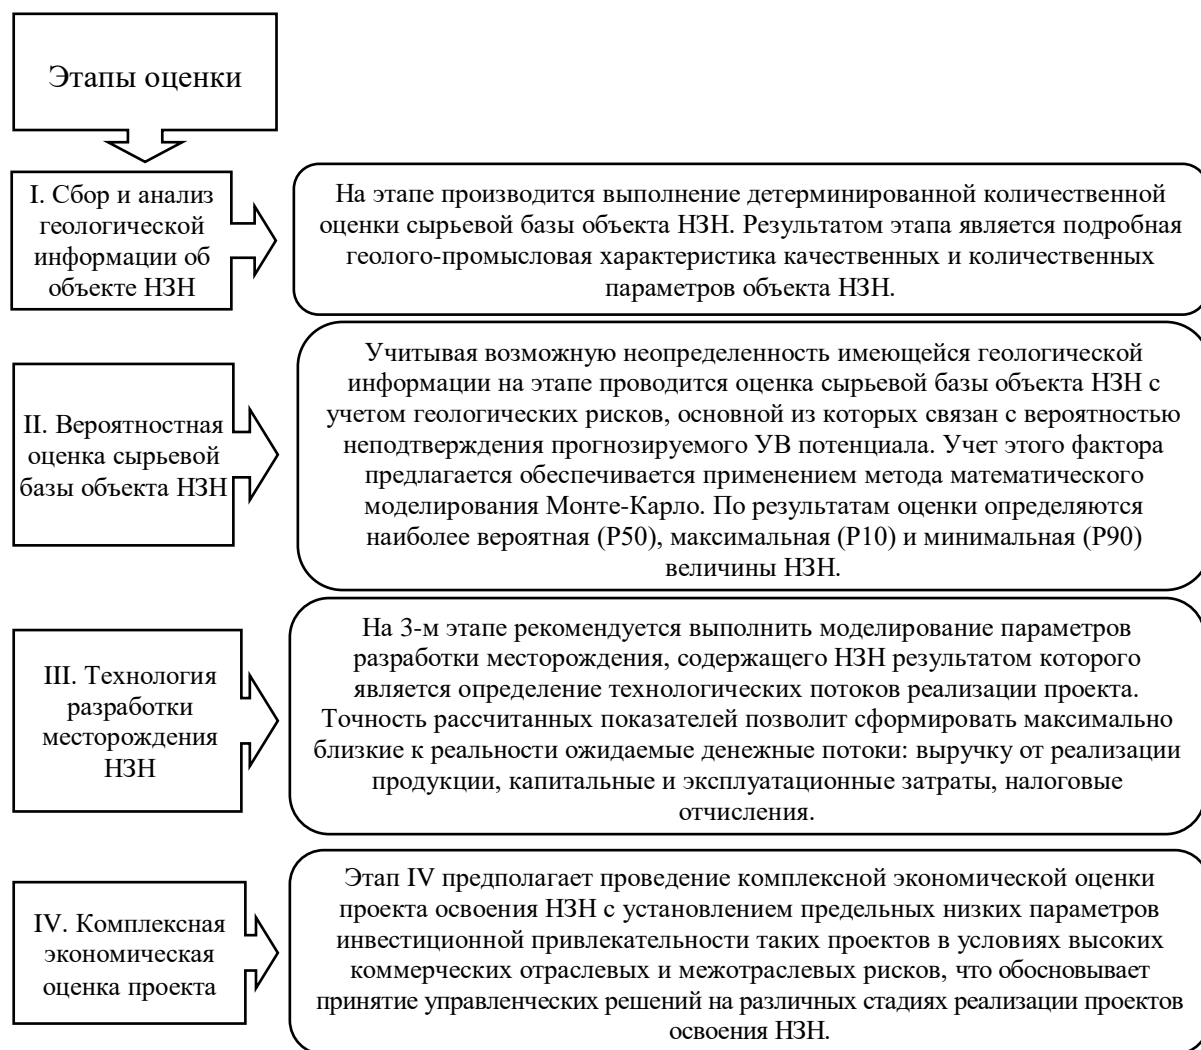 Этапы оценки
I. Сбор и анализ
геологической
информации об
объекте НЗН
На этапе производится выполнение детерминированной количественной
оценки сырьевой базы объекта НЗН. Результатом этапа является подробная
геолого-промысловая характеристика качественных и количественных
параметров объекта НЗН.
II. Вероятностная
оценка сырьевой
базы объекта НЗН
Учитывая возможную неопределенность имеющейся геологической
информации на этапе проводится оценка сырьевой базы объекта НЗН с
учетом геологических рисков, основной из которых связан с вероятностью
неподтверждения прогнозируемого УВ потенциала. Учет этого фактора
предлагается обеспечивается применением метода математического
моделирования Монте-Карло. По результатам оценки определяются
наиболее вероятная (Р50), максимальная (Р10) и минимальная (Р90)
величины НЗН.
III. Технология
разработки
месторождения
НЗН
На 3-м этапе рекомендуется выполнить моделирование параметров
разработки месторождения, содержащего НЗН результатом которого
является определение технологических потоков реализации проекта.
Точность рассчитанных показателей позволит сформировать максимально
близкие к реальности ожидаемые денежные потоки: выручку от реализации
продукции, капитальные и эксплуатационные затраты, налоговые
отчисления.
IV. Комплексная
экономическая
оценка проекта
Этап IV предполагает проведение комплексной экономической оценки
проекта освоения НЗН с установлением предельных низких параметров
инвестиционной привлекательности таких проектов в условиях высоких
коммерческих отраслевых и межотраслевых рисков, что обосновывает
принятие управленческих решений на различных стадиях реализации проектов
освоения НЗН.